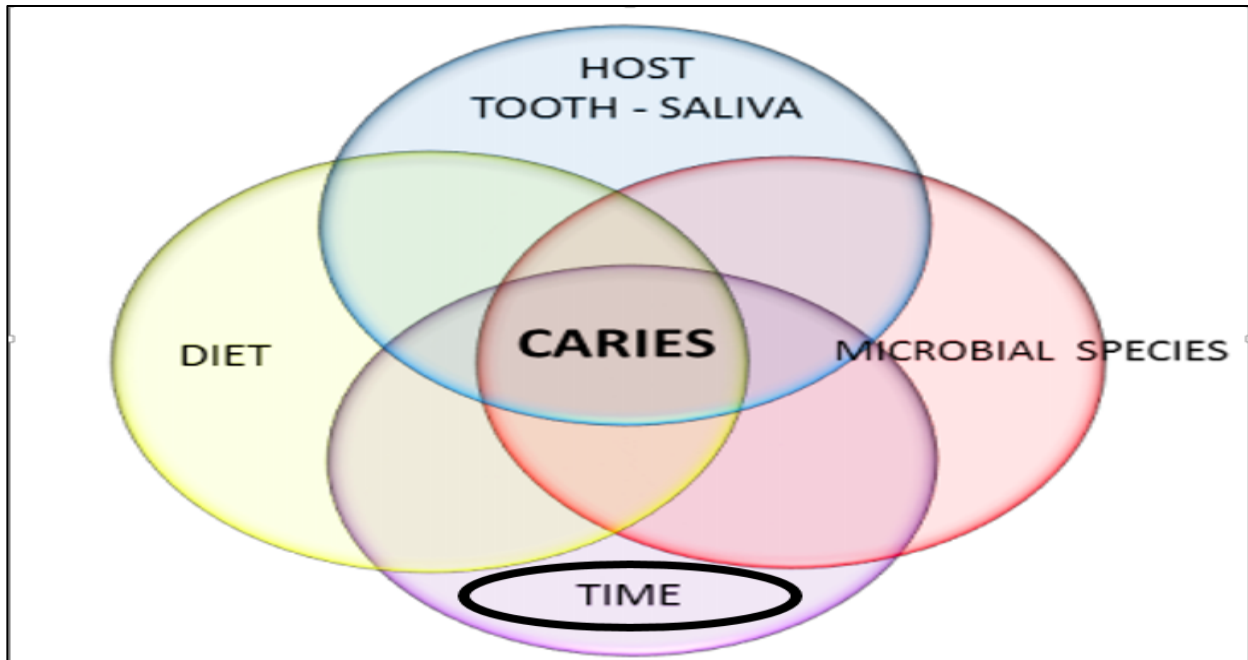 HOST
TOOTH - SALIVA
DIET
CARIES
MICROBIAL SPECIES
TIME